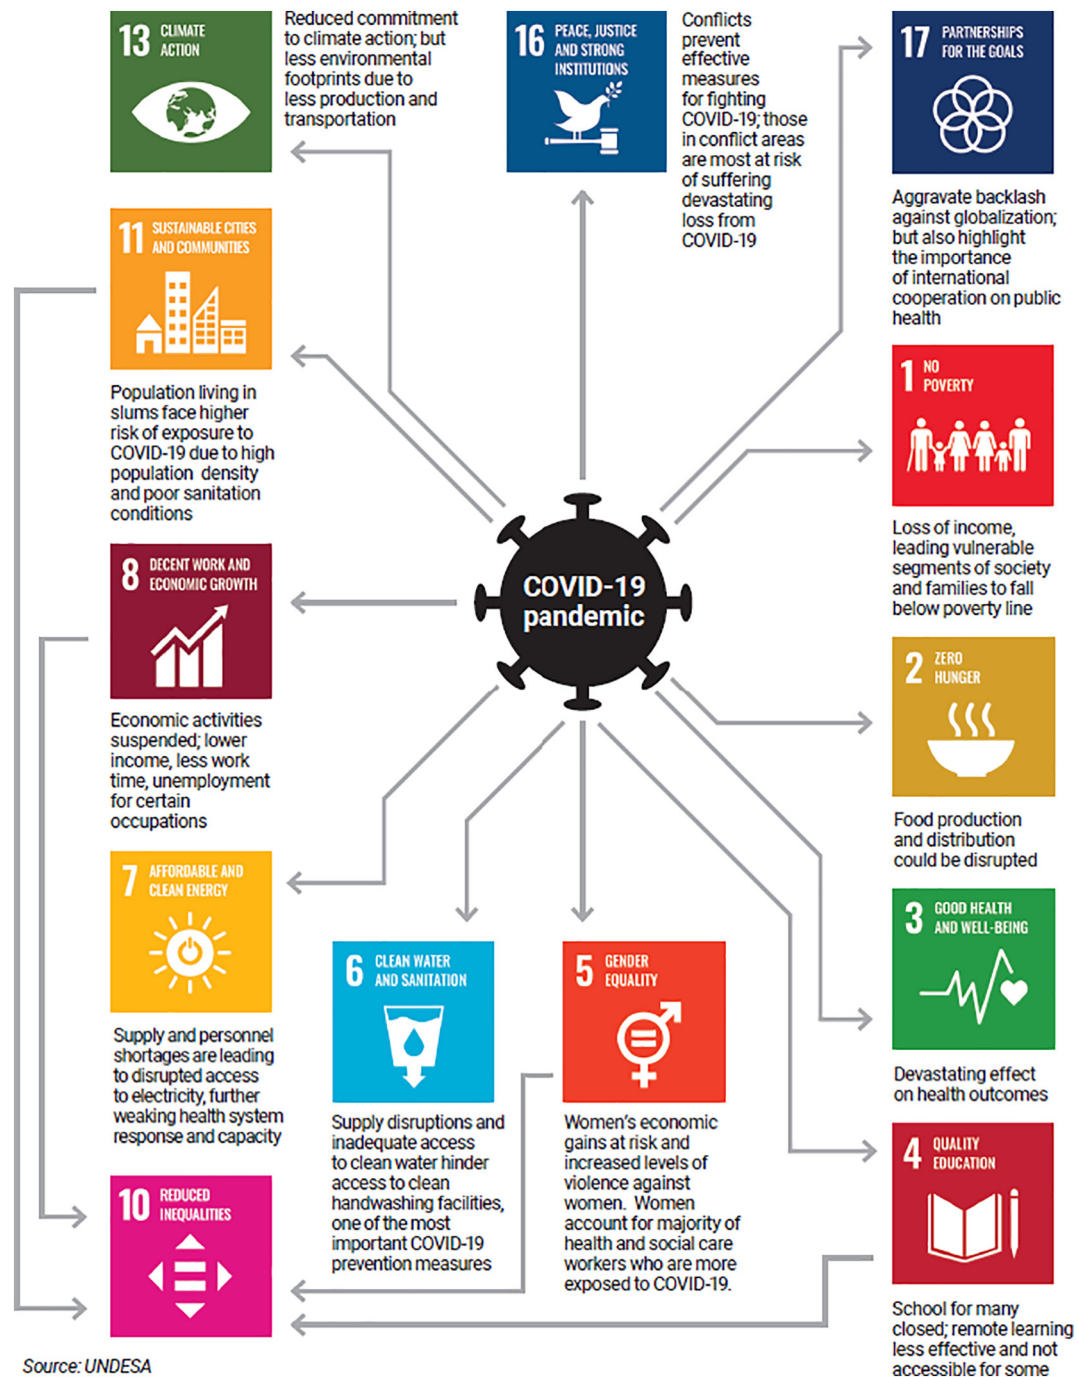 13 CLIMATE
ACTION
Reduced commitment
to climate action; but
less environmental
footprints due to
less production and
transportation
16 PEACE, JUSTICE
AND STRONG
INSTITUTIONS
Conflicts
prevent
effective
measures
for fighting
COVID-19; those
in conflict areas
are most at risk
of suffering
devastating
loss from
COVID-19
17 PARTNERSHIPS
FOR THE GOALS
Aggravate backlash
against globalization;
but also highlight
the importance
of international
cooperation on public
health
11 SUSTAINABLE CITIES
AND COMMUNITIES
Population living in
slums face higher
risk of exposure to
COVID-19 due to high
population density
and poor sanitation
conditions
1 NO
POVERTY
Loss of income,
leading vulnerable
segments of society
and families to fall
below poverty line
COVID-19
pandemic
8 DECENT WORK AND
ECONOMIC GROWTH
Economic activities
suspended; lower
income, less work
time, unemployment
for certain
occupations
2 ZERO
HUNGER
Food production
and distribution
could be disrupted
7 AFFORDABLE AND
CLEAN ENERGY
Supply and personnel
shortages are leading
to disrupted access
to electricity, further
weaking health system
response and capacity
3 GOOD HEALTH
AND WELL-BEING
Devastating effect
on health outcomes
6 CLEAN WATER
AND SANITATION
Supply disruptions and
inadequate access
to clean water hinder
access to clean
handwashing facilities,
one of the most
important COVID-19
prevention measures
5 GENDER
EQUALITY
Women's economic
gains at risk and
increased levels of
violence against
women. Women
account for majority of
health and social care
workers who are more
exposed to COVID-19.
4 QUALITY
EDUCATION
School for many
closed; remote learning
less effective and not
accessible for some
10 REDUCED
INEQUALITIES
Source: UNDESA